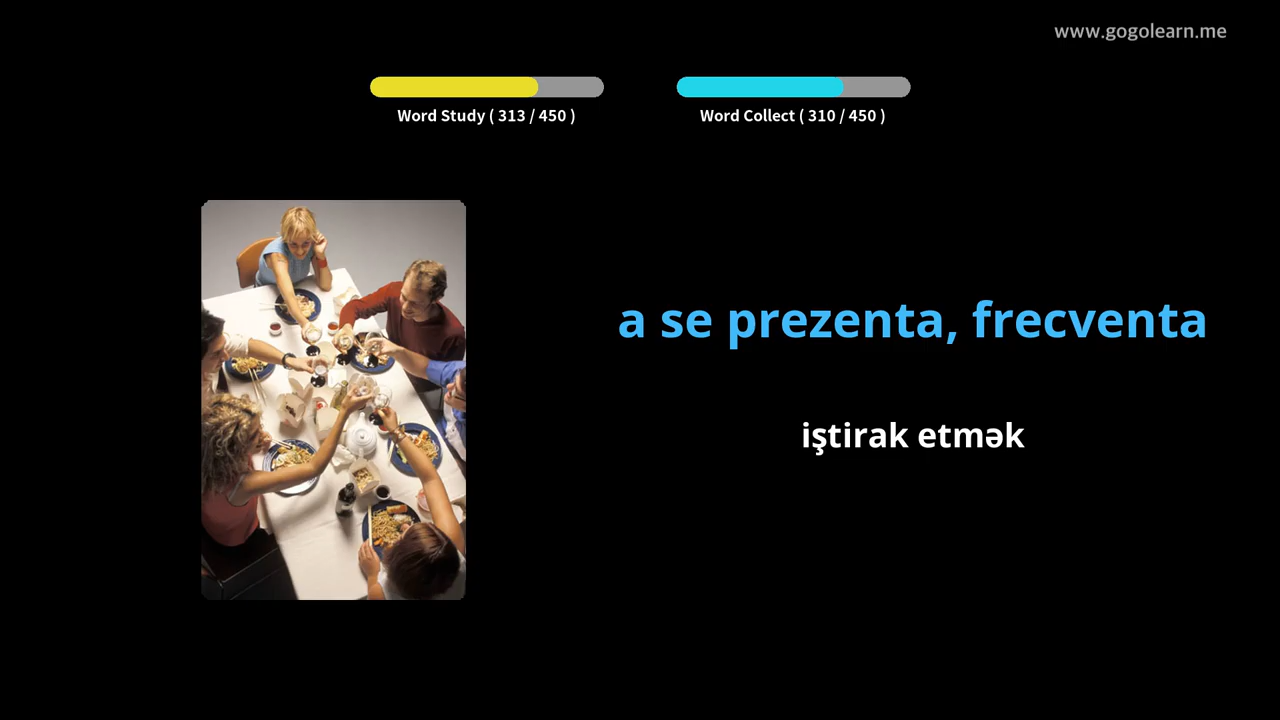 www.gogolearn.me
Word Study ( 313 / 450 )
Word Collect ( 310 / 450 )
a se prezenta, frecventa
iştirak etmək